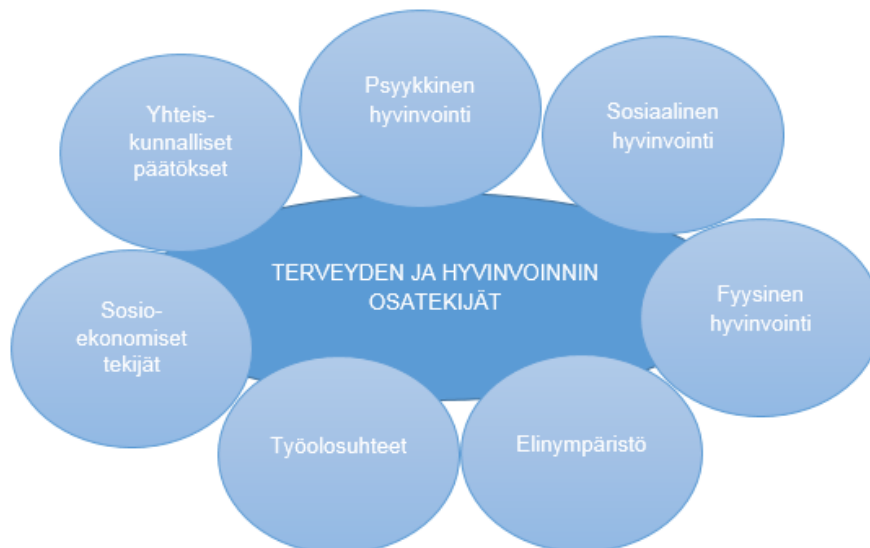 Psyykkinen
hyvinvointi
Yhteis-
kunnalliset
päätökset
Sosiaalinen
hyvinvointi
TERVEYDEN JA HYVINVOINNIN
OSATEKIJÄT
Sosio-
ekonomiset
tekijät
Fyysinen
hyvinvointi
Työolosuhteet
Elinympäristö